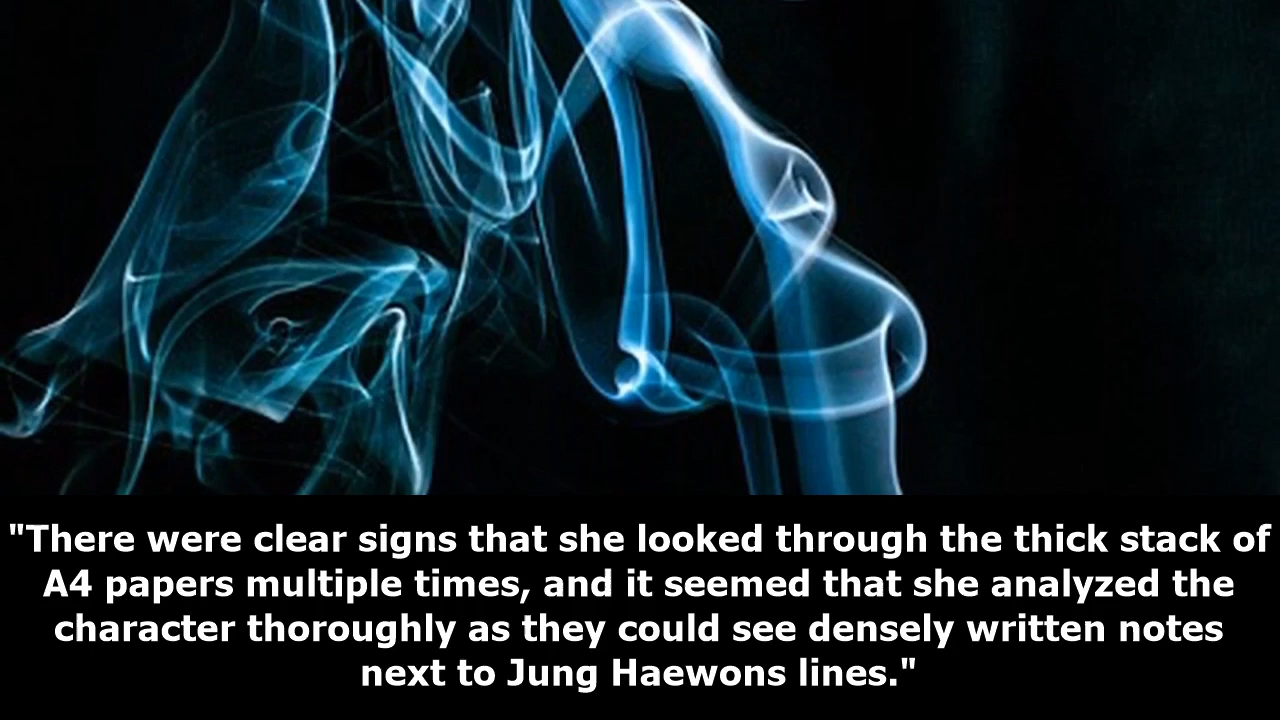 "There were clear signs that she looked through the thick stack of
A4 papers multiple times, and it seemed that she analyzed the
character thoroughly as they could see densely written notes
next to Jung Haewons lines."